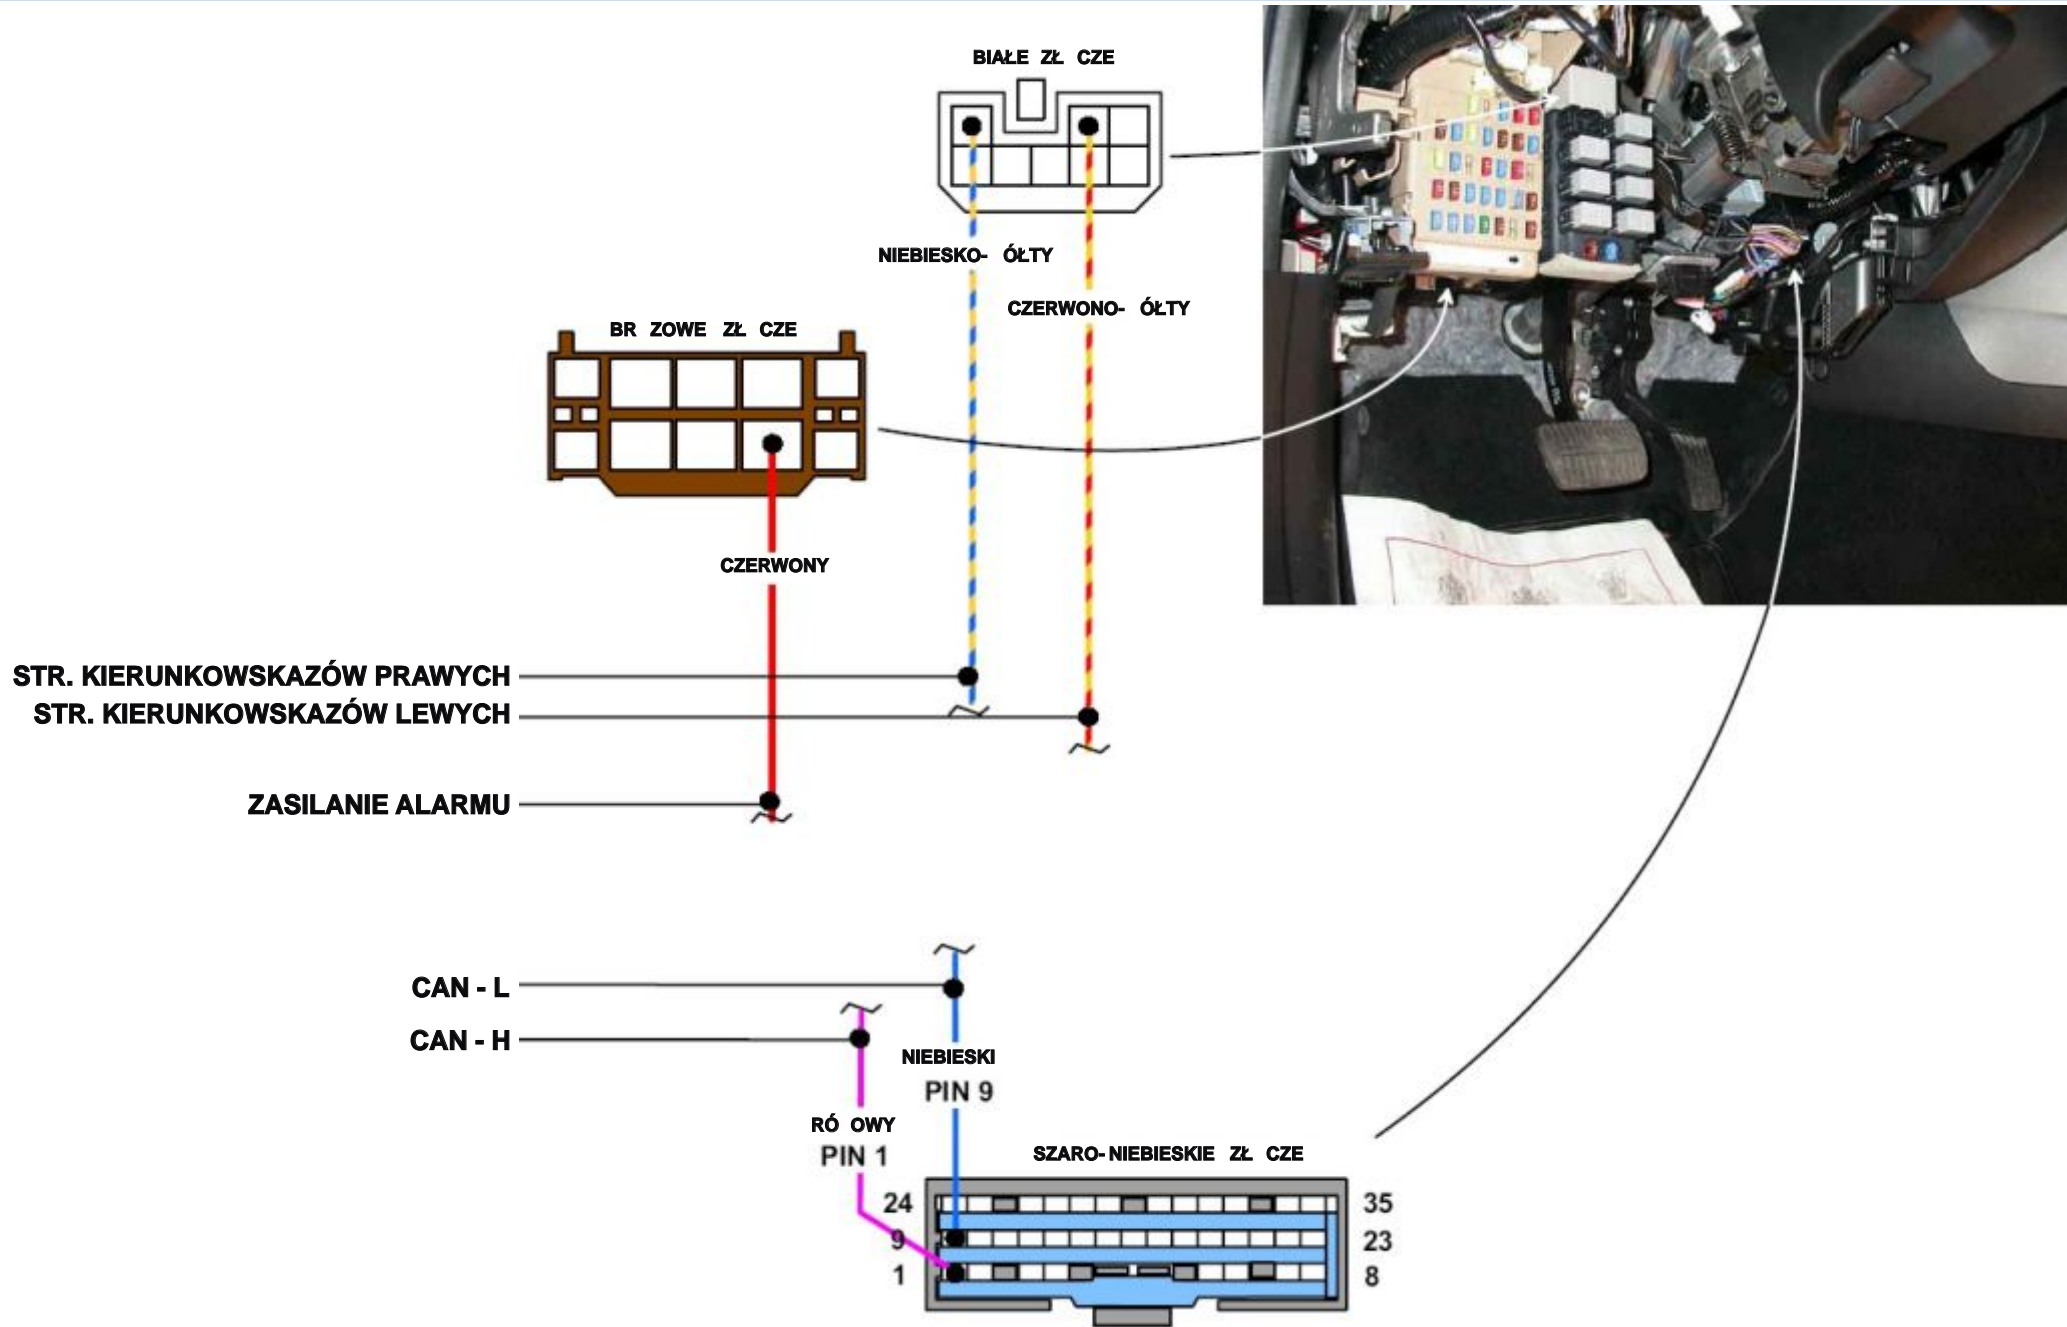 BIAŁE ZŁ CZE
NIEBIESKO- ÓŁTY
CZERWONO- ÓŁTY
BR ZOWE ZŁ CZE
CZERWONY
STR. KIERUNKOWSKAZÓW PRAWYCH
STR. KIERUNKOWSKAZÓW LEWYCH
ZASILANIE ALARMU
CAN - L
CAN - H
NIEBIESKI
PIN 9
RÓ OWY
PIN 1
SZARO-NIEBIESKIE ZŁ CZE
24 35
9 23
1 8